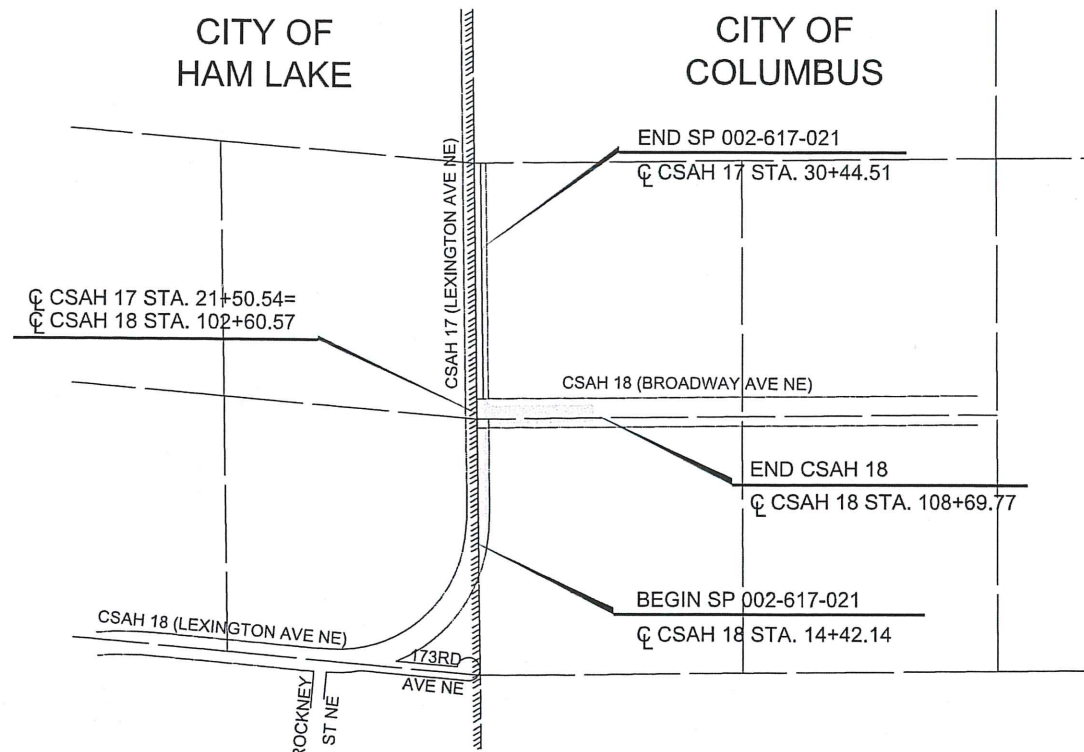 CITY OF
HAM LAKE
CITY OF
COLUMBUS
END SP 002-617-021
℄ CSAH 17 STA. 30+44.51
CSAH 17 (LEXINGTON AVE NE)
℄ CSAH 17 STA. 21+50.54=
℄ CSAH 18 STA. 102+60.57
CSAH 18 (BROADWAY AVE NE)
END CSAH 18
℄ CSAH 18 STA. 108+69.77
BEGIN SP 002-617-021
℄ CSAH 18 STA. 14+42.14
CSAH 18 (LEXINGTON AVE NE)
173RD
AVE NE
ROCKNEY
ST NE